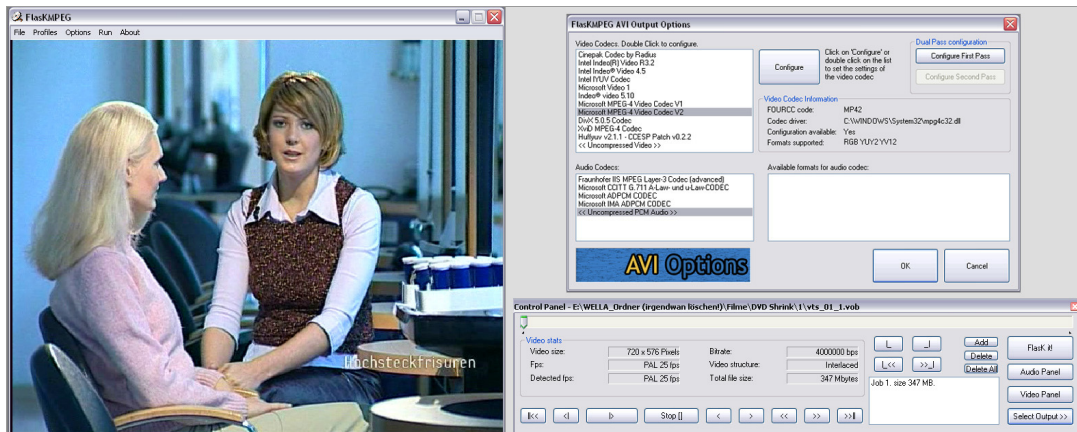 FlasKMPEG
File Profiles Options Run About
Hochsteckfrisuren
FlasKMPEG AVI Output Options
Video Codecs. Double Click to configure.
Cinepak Codec by Radius
Intel Indeo(R) Video R3.2
Intel Indeo® Video 4.5
Intel IYUV Codec
Microsoft Video 1
Indeo® video 5.10
Microsoft MPEG-4 Video Codec V1
Microsoft MPEG-4 Video Codec V2
DivX 5.0.5 Codec
XviD MPEG-4 Codec
Huffyuv v2.1.1 - CCESP Patch v0.2.2
<< Uncompressed Video >>
Configure
Click on 'Configure' or
double click on the list
to set the settings of
the video codec
Dual Pass configuration
Configure First Pass
Configure Second Pass
Video Codec Information
FOURCC code: MP42
Codec driver: C:\WINDOWS\System32\mpg4c32.dll
Configuration available: Yes
Formats supported: RGB YUY2 YV12
Audio Codecs:
Fraunhofer IIS MPEG Layer-3 Codec (advanced)
Microsoft CCITT G.711 A-Law- und u-Law-CODEC
Microsoft ADPCM CODEC
Microsoft IMA ADPCM CODEC
<< Uncompressed PCM Audio >>
Available formats for audio codec:
AVI Options
OK
Cancel
Control Panel - E:\WELLA_Ordner (irgendwan löschen!)\Filme\DVD Shrink\1\vts_01_1.vob
Video stats
Video size: 720 x 576 Pixels
Fps: PAL 25 fps
Detected fps: PAL 25 fps
Bitrate: 4000000 bps
Video structure: Interlaced
Total file size: 347 Mbytes
|<< <| |> Stop [] < > << >> >>|
|_ _|
|_<< >>_|
Add
Delete
Delete All
Job 1. size 347 MB.
FlasK it!
Audio Panel
Video Panel
Select Output >>